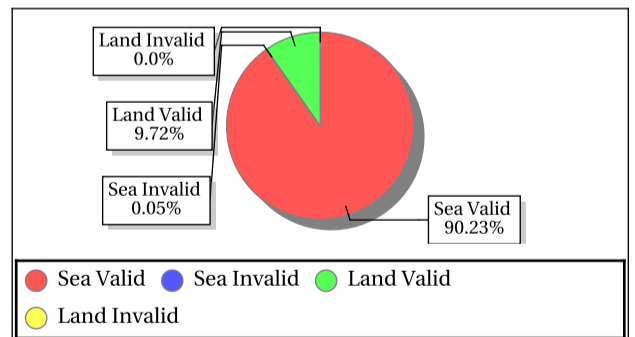 Land Invalid
0.0%
Land Valid
9.72%
Sea Invalid
0.05%
Sea Valid
90.23%
Sea Valid
Sea Invalid
Land Valid
Land Invalid